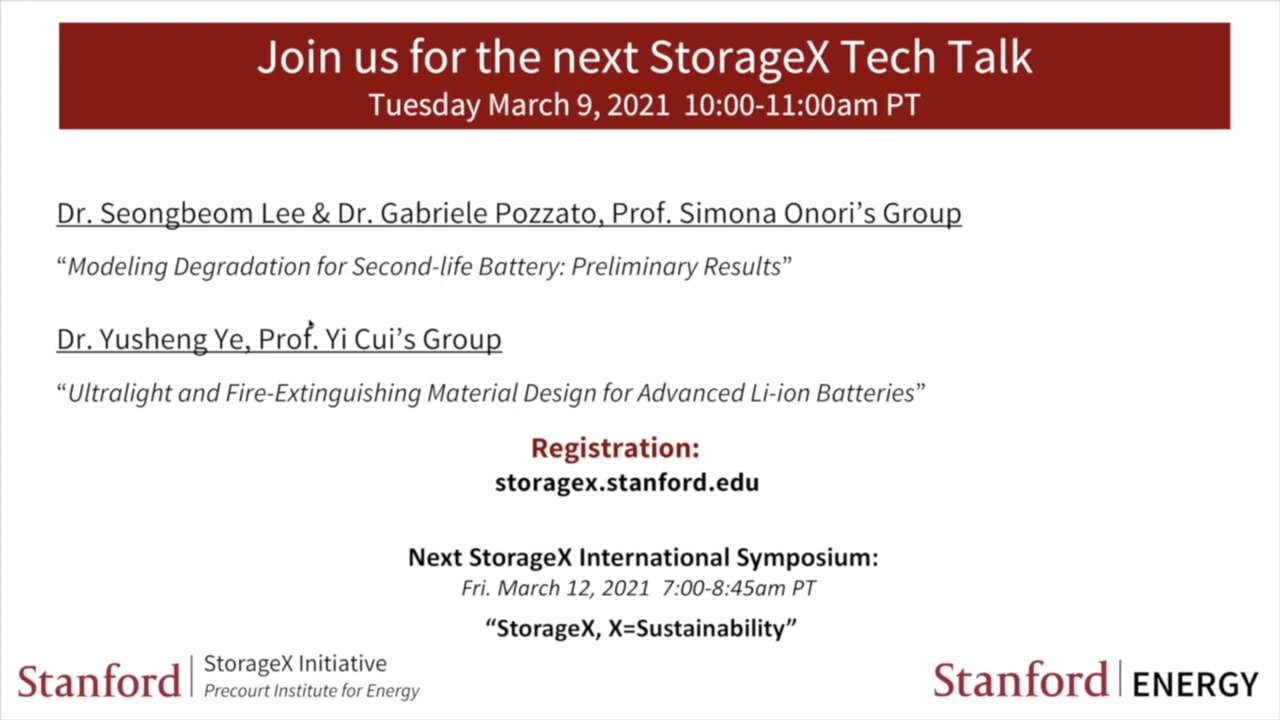 Join us for the next StorageX Tech Talk
Tuesday March 9, 2021 10:00-11:00am PT
Dr. Seongbeom Lee & Dr. Gabriele Pozzato, Prof. Simona Onori’s Group
“Modeling Degradation for Second-life Battery: Preliminary Results”
Dr. Yusheng Ye, Prof. Yi Cui’s Group
“Ultralight and Fire-Extinguishing Material Design for Advanced Li-ion Batteries”
Registration:
storagex.stanford.edu
Next StorageX International Symposium:
Fri. March 12, 2021 7:00-8:45am PT
“StorageX, X=Sustainability”
Stanford
StorageX Initiative
Precourt Institute for Energy
Stanford ENERGY